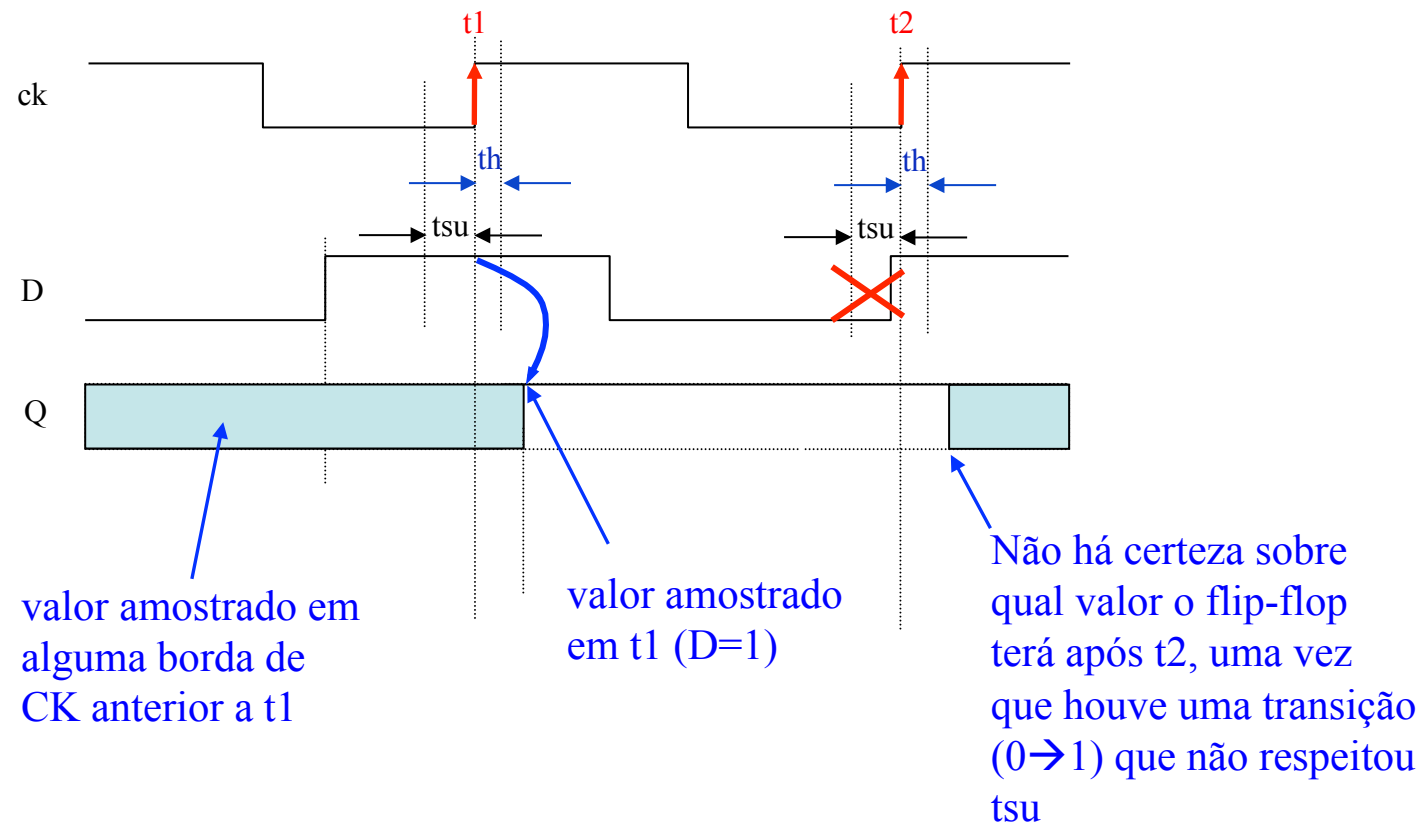 t1
t2
ck
th
th
tsu
tsu
D
Q
valor amostrado em
alguma borda de
CK anterior a t1
valor amostrado
em t1 (D=1)
Não há certeza sobre
qual valor o flip-flop
terá após t2, uma vez
que houve uma transição
(0→1) que não respeitou
tsu